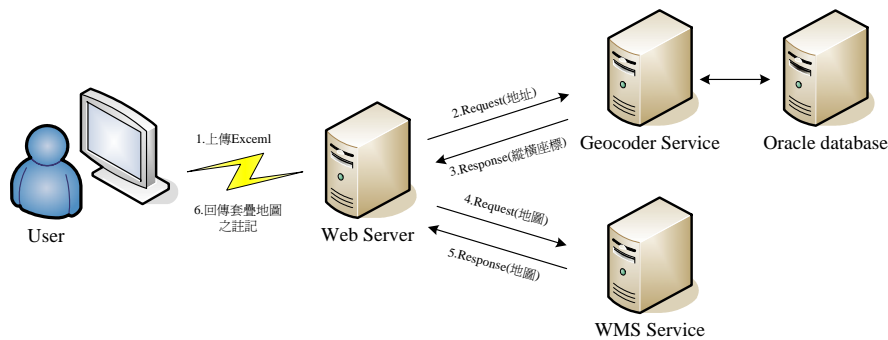 1.上傳Exceml
6.回傳套疊地圖
之註記
User
Web Server
2.Request(地址)
3.Response(縱橫座標)
Geocoder Service
Oracle database
4.Request(地圖)
5.Response(地圖)
WMS Service